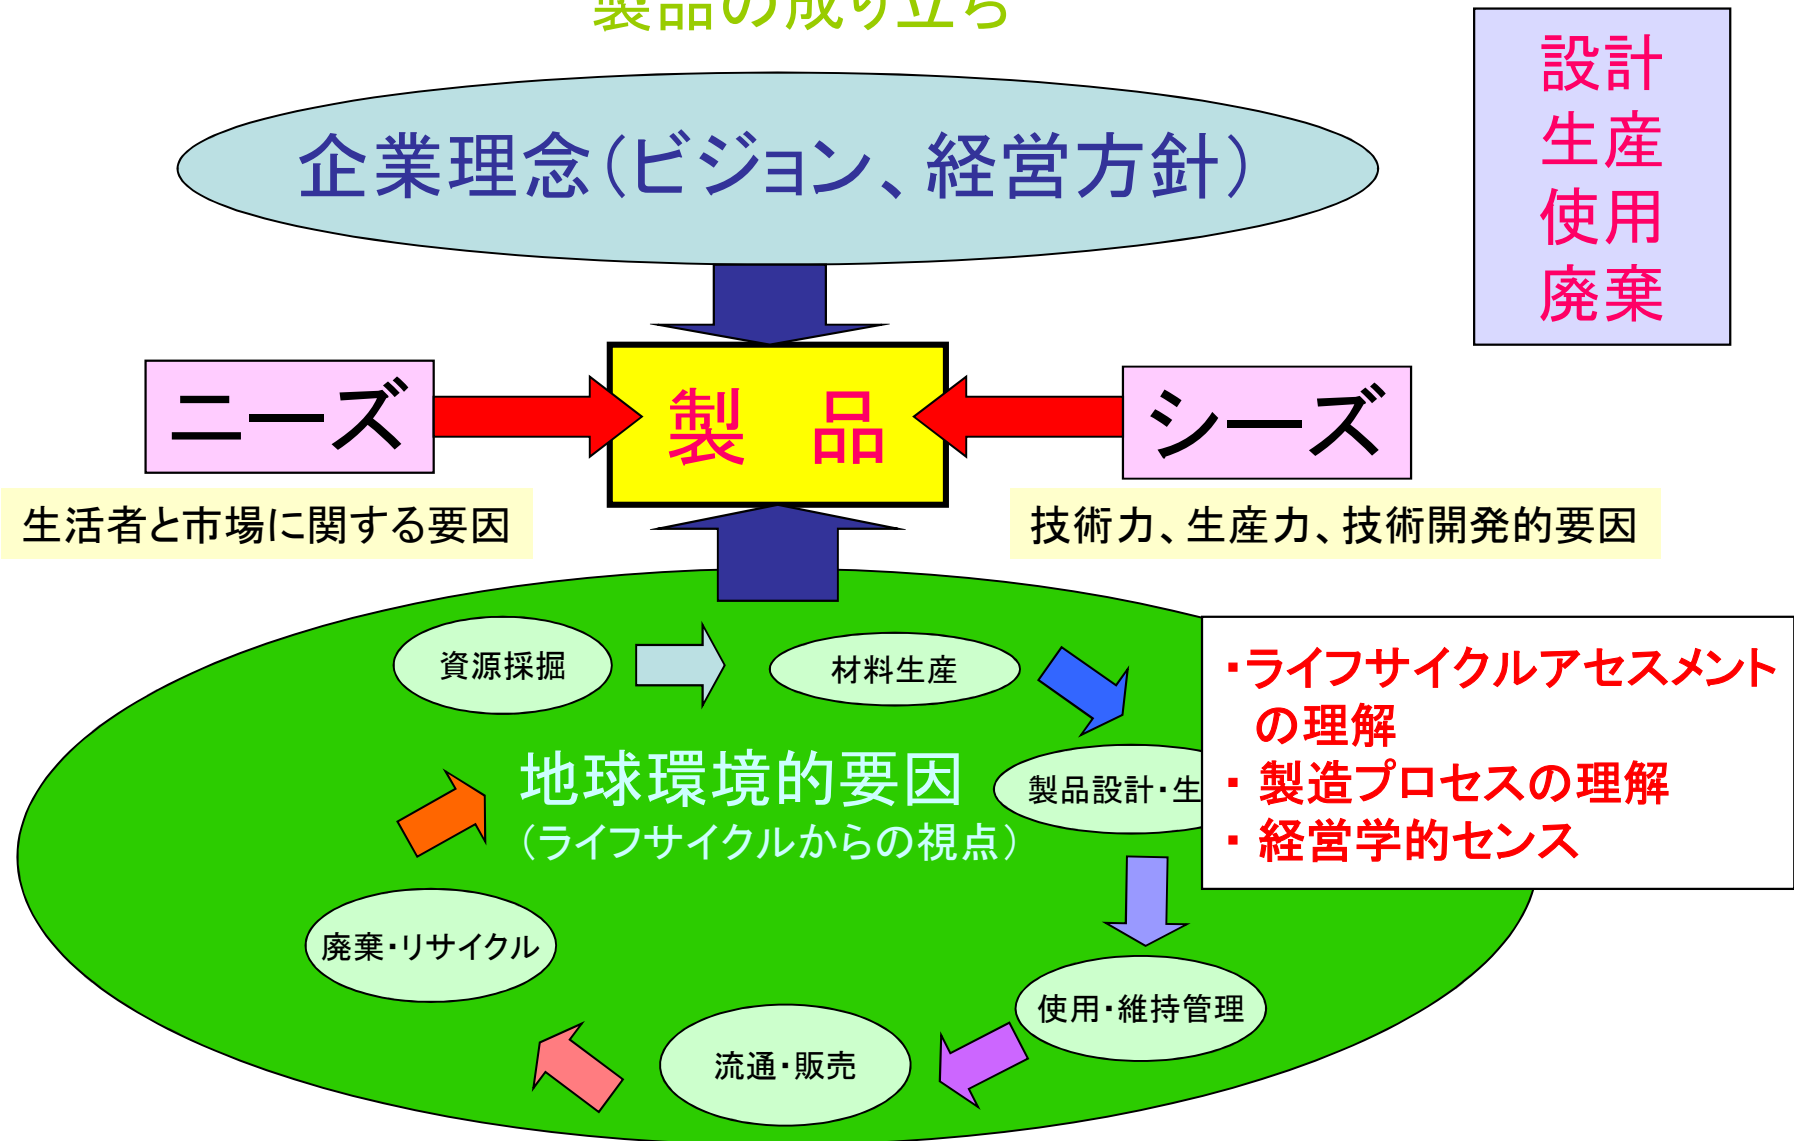 製品の成り立ち
企業理念(ビジョン、経営方針)
設計
生産
使用
廃棄
ニーズ
製 品
シーズ
生活者と市場に関する要因
技術力、生産力、技術開発的要因
資源採掘
材料生産
・ライフサイクルアセスメント
の理解
・ 製造プロセスの理解
・ 経営学的センス
地球環境的要因
(ライフサイクルからの視点)
製品設計・生
廃棄・リサイクル
使用・維持管理
流通・販売